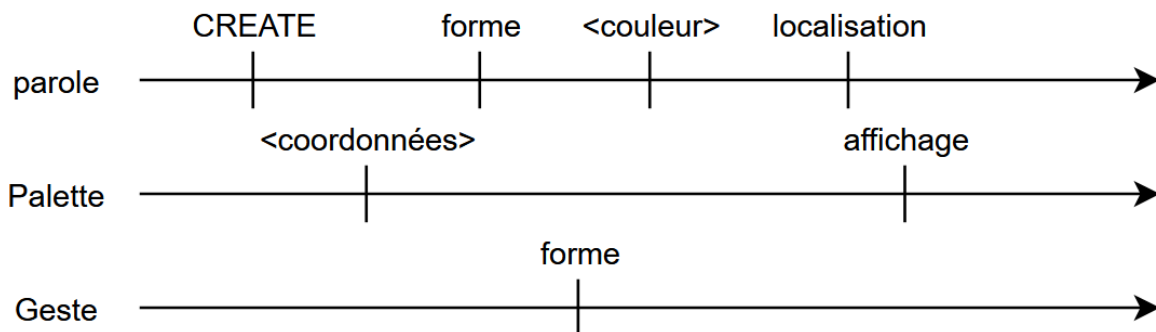 CREATE forme <couleur> localisation
parole
<coordonnées> affichage
Palette
forme
Geste